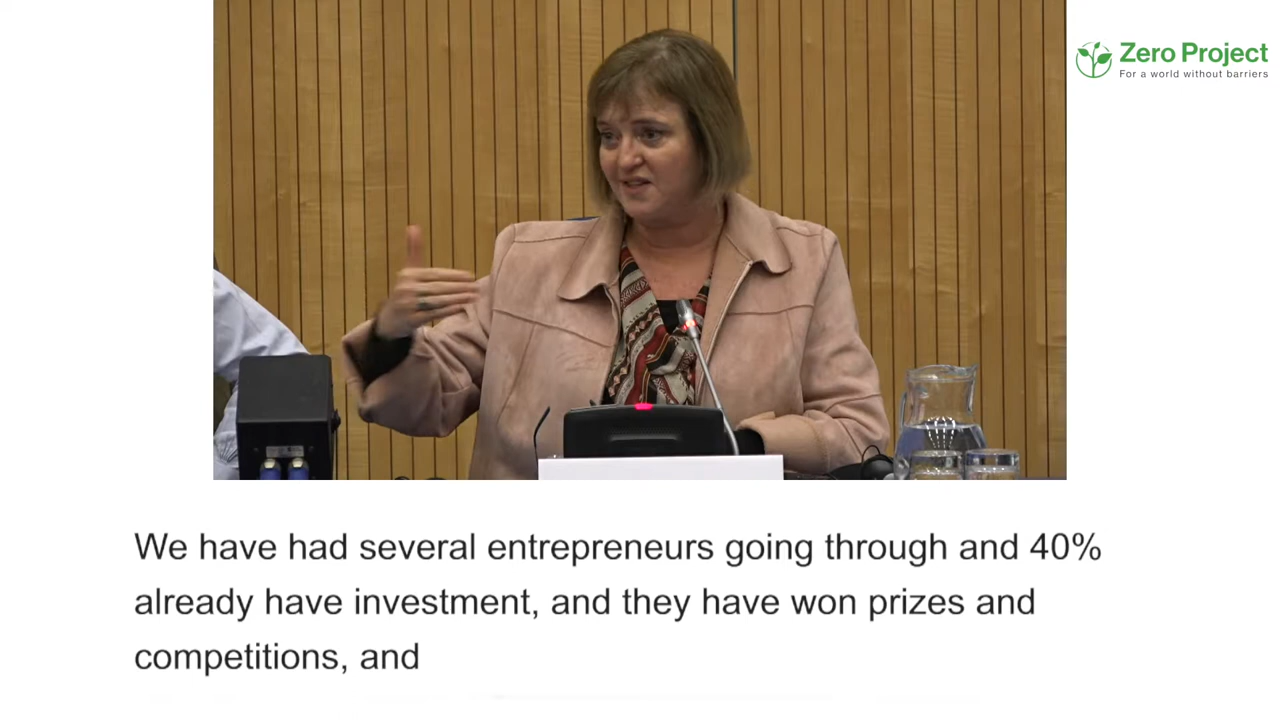 Zero Project
For a world without barriers
We have had several entrepreneurs going through and 40%
already have investment, and they have won prizes and
competitions, and